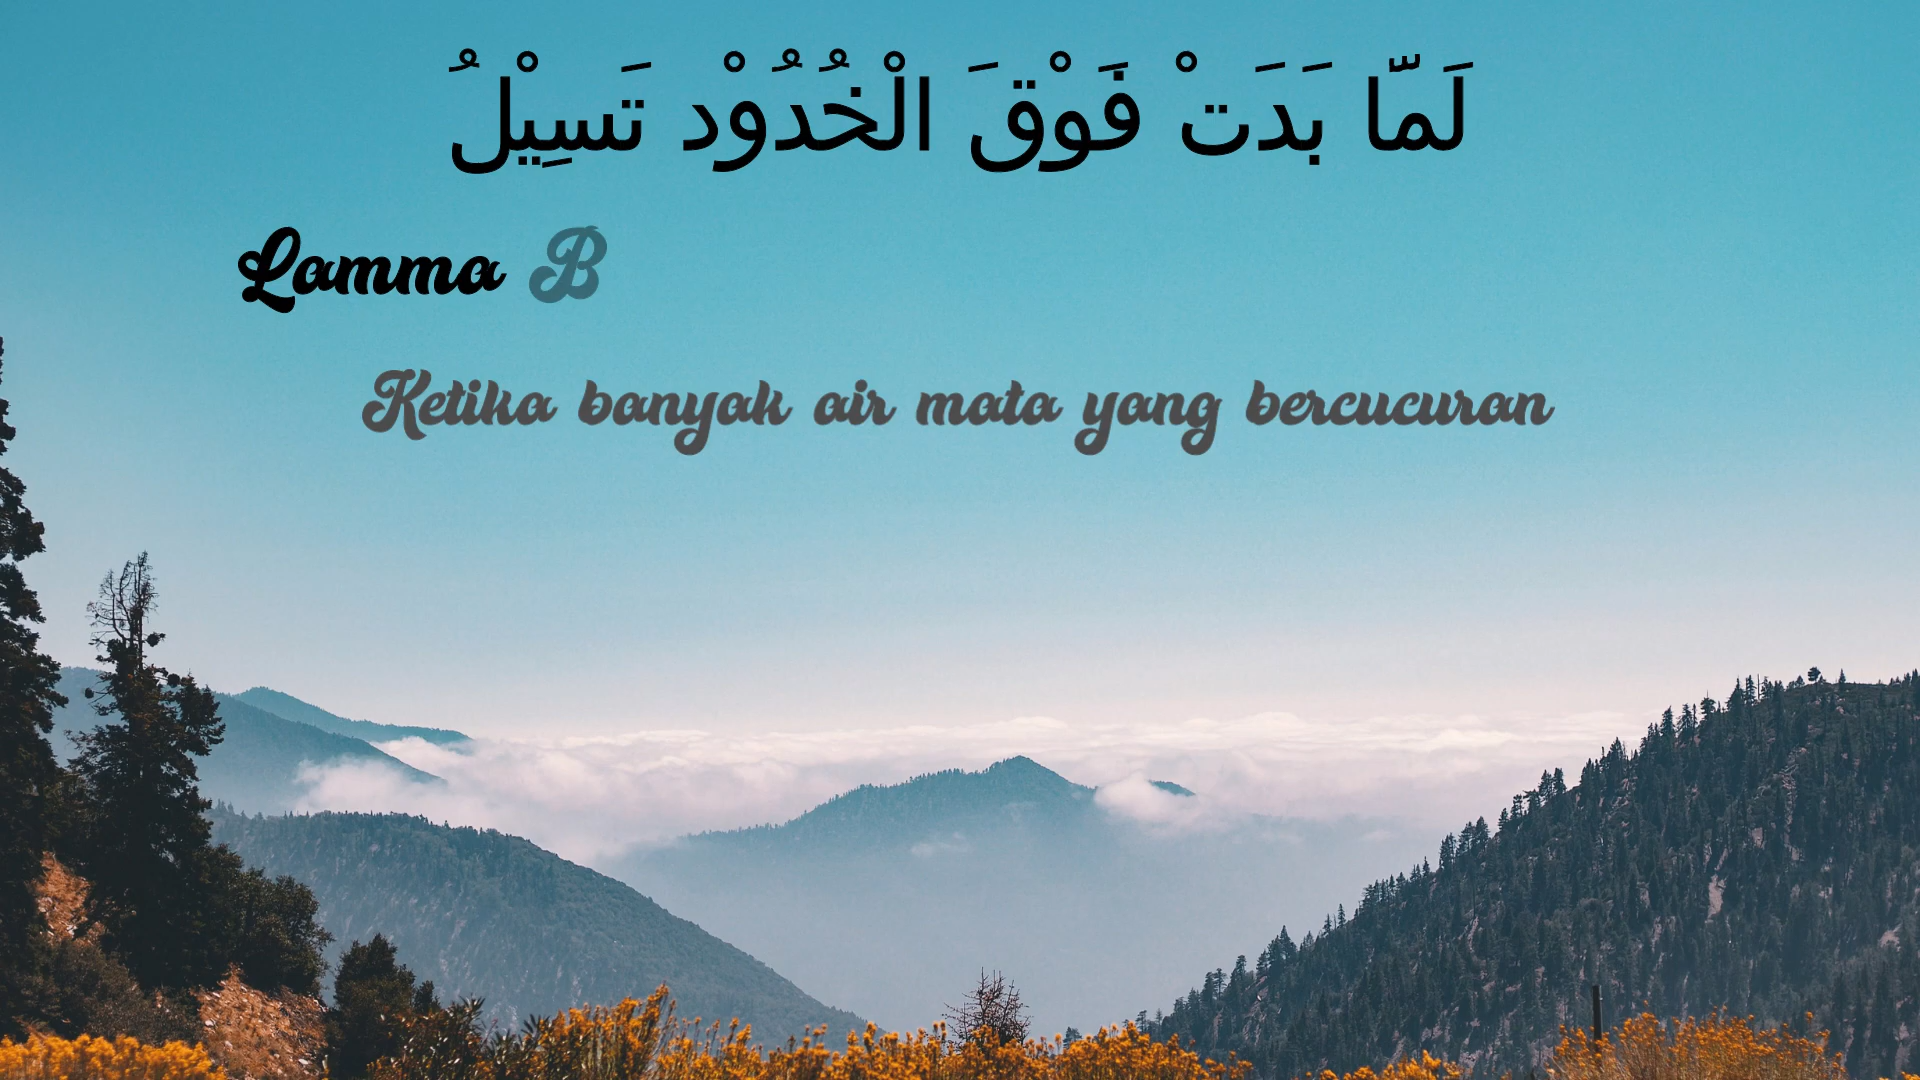 لَمّا بَدَتْ فَوْقَ الْخُدُوْد تَسِيْلُ
Lamma B
Ketika banyak air mata yang bercucuran